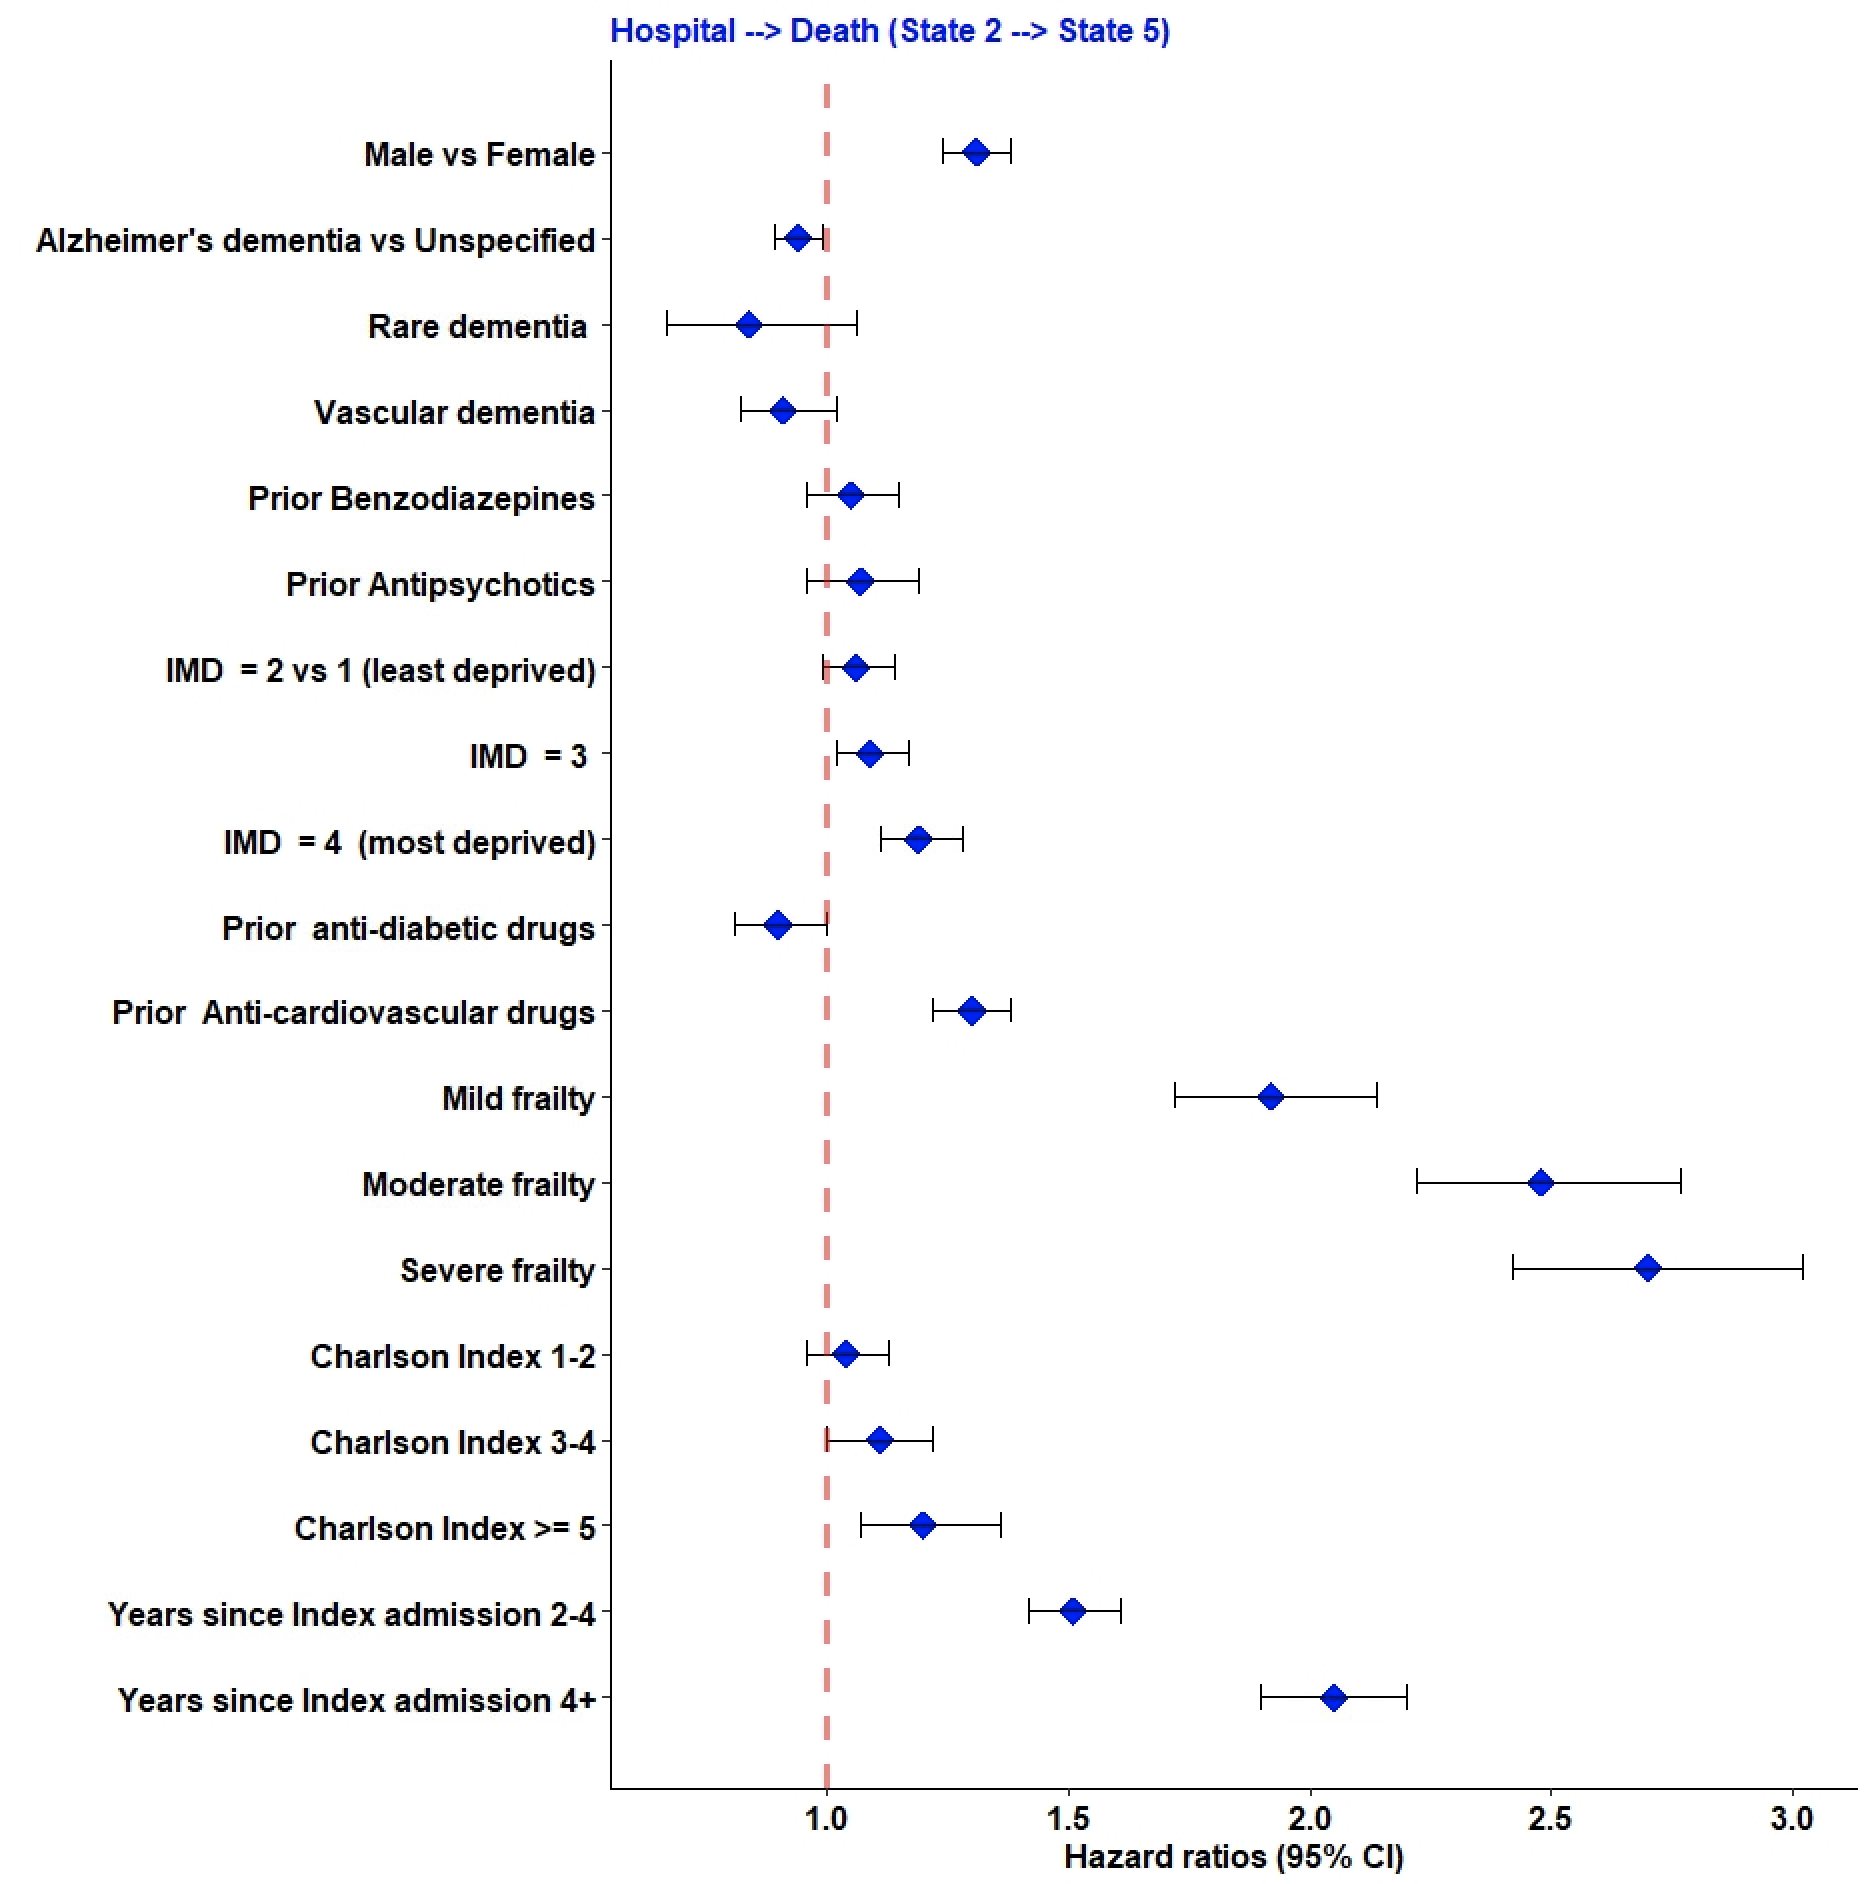 Hospital --> Death (State 2 --> State 5)
Male vs Female
Alzheimer's dementia vs Unspecified
Rare dementia
Vascular dementia
Prior Benzodiazepines
Prior Antipsychotics
IMD  = 2 vs 1 (least deprived)
IMD  = 3
IMD  = 4  (most deprived)
Prior  anti-diabetic drugs
Prior  Anti-cardiovascular drugs
Mild frailty
Moderate frailty
Severe frailty
Charlson Index 1-2
Charlson Index 3-4
Charlson Index >= 5
Years since Index admission 2-4
Years since Index admission 4+
1.0 1.5 2.0 2.5 3.0
Hazard ratios (95% CI)